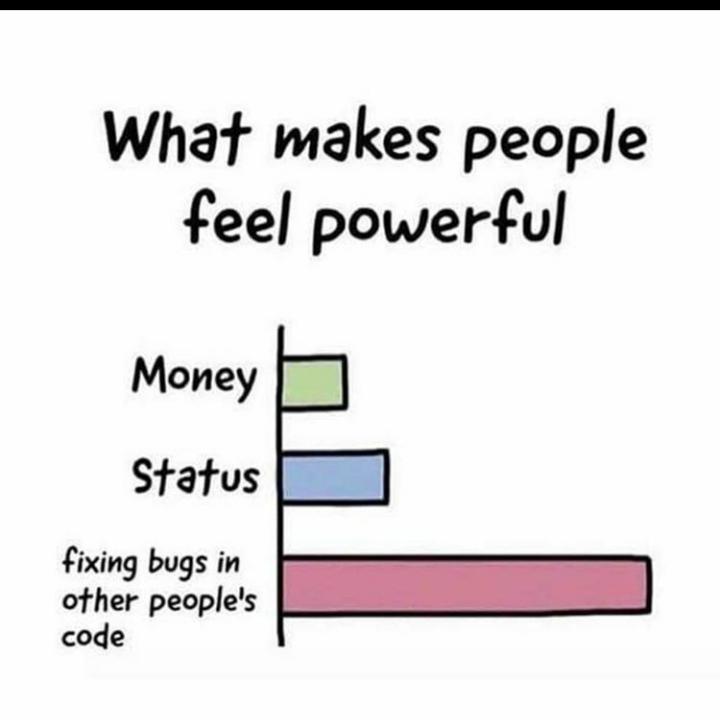 What makes people
feel powerful
Money
Status
fixing bugs in
other people's
code